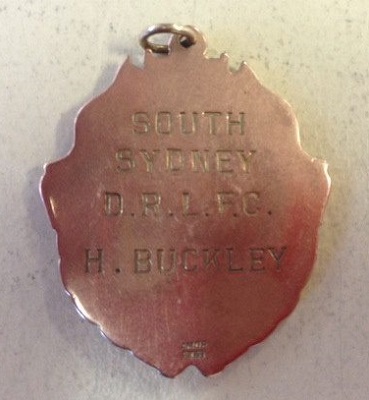 SOUTH
SYDNEY
D.R.L.F.C.
H. BUCKLEY